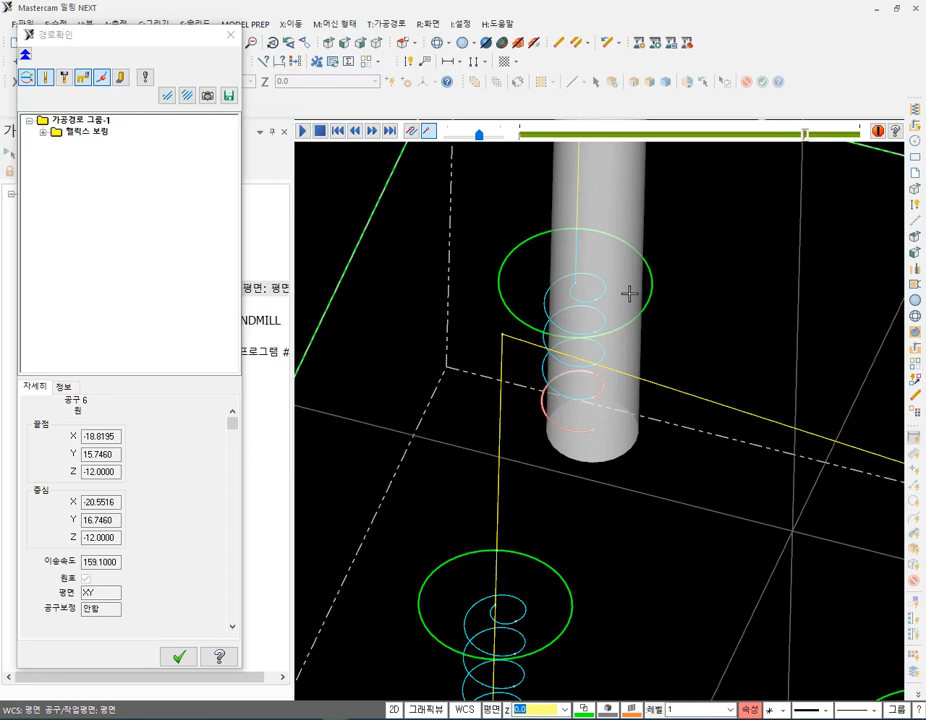 Mastercam 밀링 NEXT
MODEL PREP X:이동 M:머신 형태 T:가공경로 R:화면 I:설정 H:도움말
경로확인
Z 0.0
가공경로 그룹-1
헬릭스 보링
평면; 평면
NDMILL
프로그램 #
자세히 정보
공구 6
원
끝점
X -18.8195
Y 15.7460
Z -12.0000
중심
X -20.5516
Y 16.7460
Z -12.0000
이송속도 159.1000
원호
평면 XY
공구보정 안함
WCS: 평면 공구/작업평면: 평면
2D 그래픽뷰 WCS 평면 Z 0.0 레벨 1 속성 그룹 ?